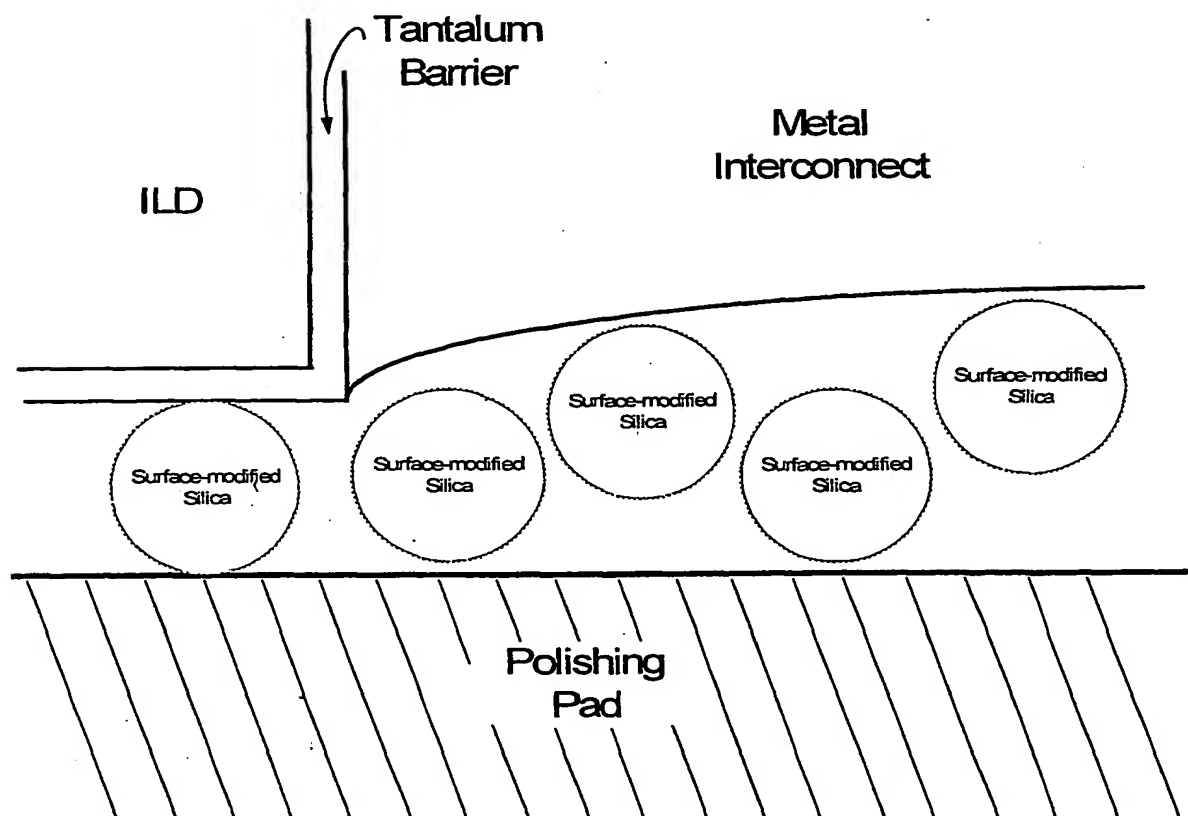 Tantalum
Barrier
Metal
Interconnect
ILD
Surface-modified
Silica
Surface-modified
Silica
Surface-modified
Silica
Surface-modified
Silica
Surface-modified
Silica
Polishing
Pad